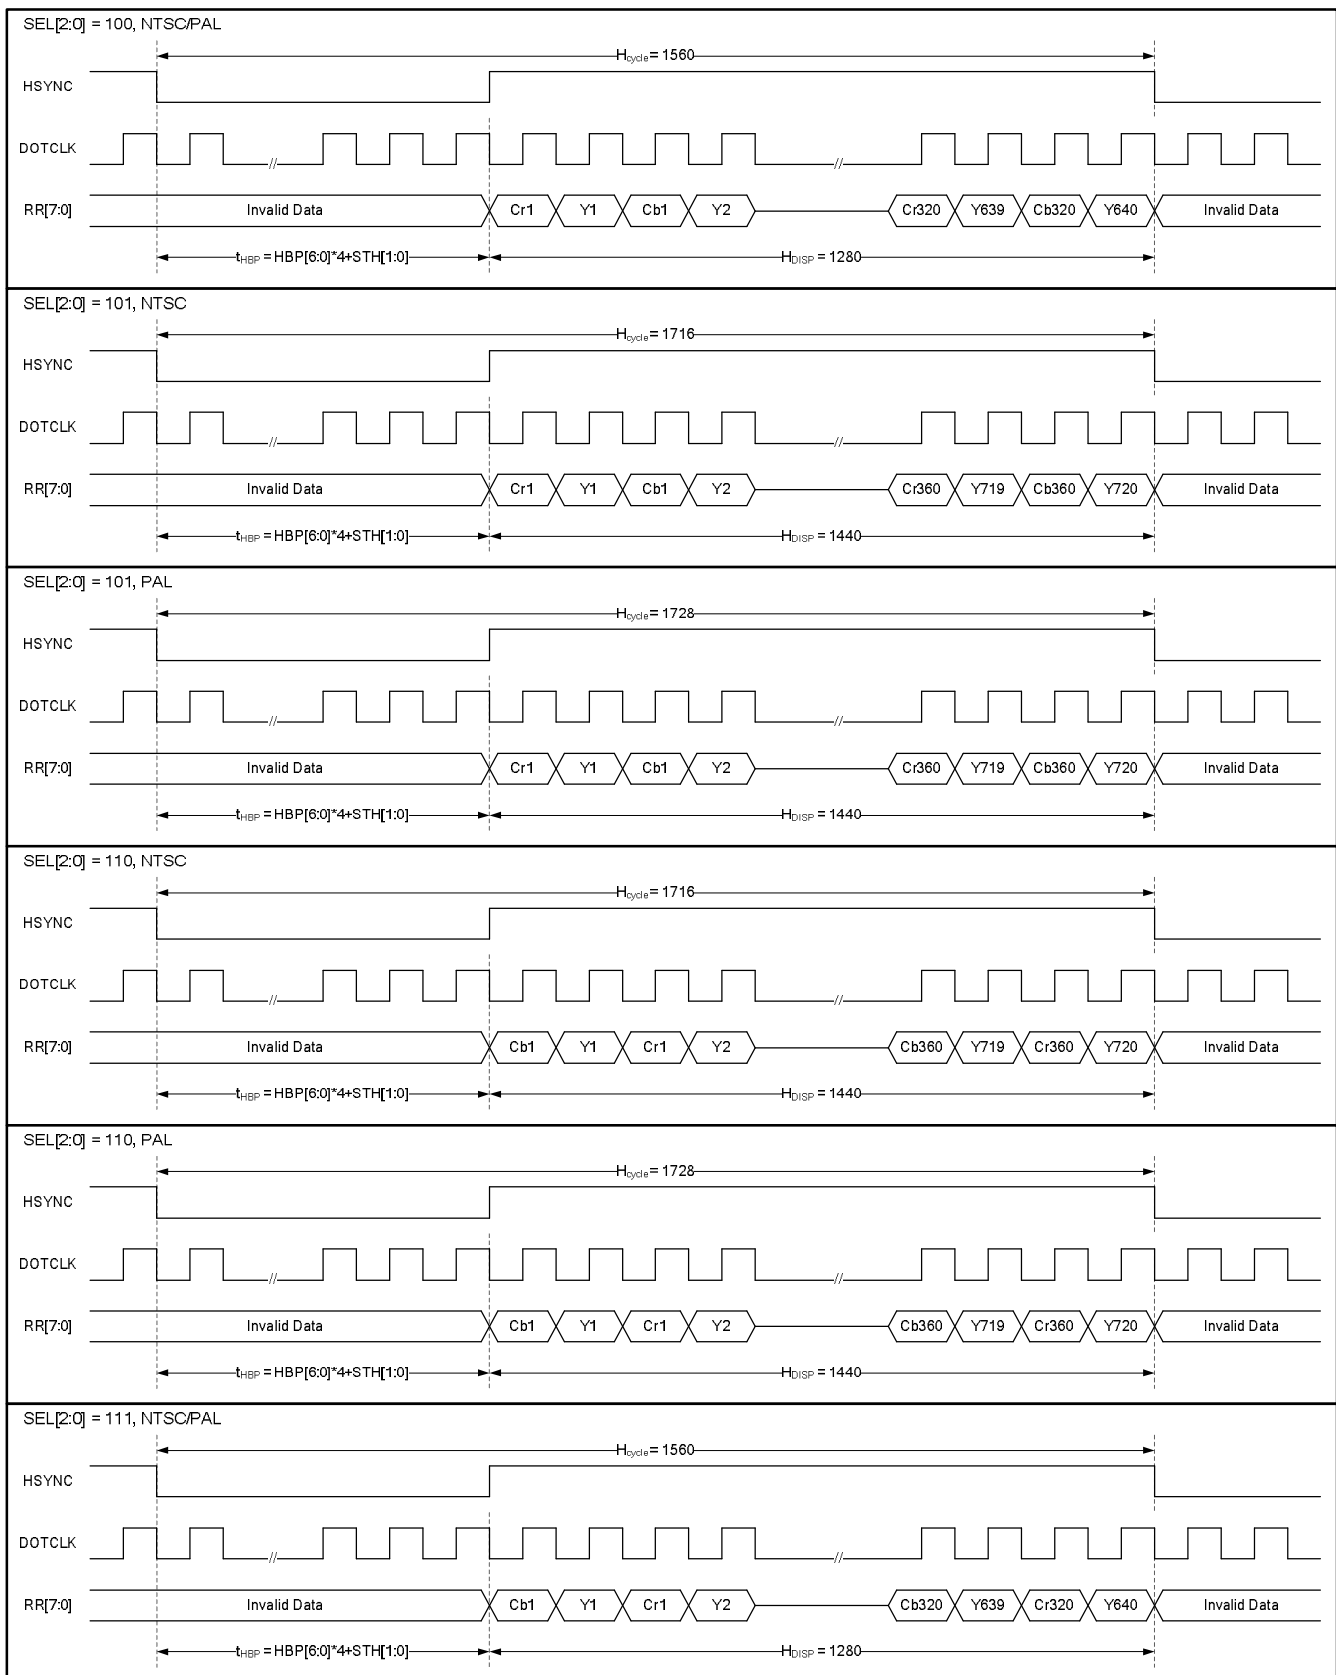 SEL[2:0] = 100, NTSC/PAL
Hcycle = 1560
HSYNC
DOTCLK
// //
RR[7:0] Invalid Data Cr1 Y1 Cb1 Y2 Cr320 Y639 Cb320 Y640 Invalid Data
tHBP = HBP[6:0]*4+STH[1:0] HDISP = 1280
SEL[2:0] = 101, NTSC
Hcycle = 1716
HSYNC
DOTCLK
// //
RR[7:0] Invalid Data Cr1 Y1 Cb1 Y2 Cr360 Y719 Cb360 Y720 Invalid Data
tHBP = HBP[6:0]*4+STH[1:0] HDISP = 1440
SEL[2:0] = 101, PAL
Hcycle = 1728
HSYNC
DOTCLK
// //
RR[7:0] Invalid Data Cr1 Y1 Cb1 Y2 Cr360 Y719 Cb360 Y720 Invalid Data
tHBP = HBP[6:0]*4+STH[1:0] HDISP = 1440
SEL[2:0] = 110, NTSC
Hcycle = 1716
HSYNC
DOTCLK
// //
RR[7:0] Invalid Data Cb1 Y1 Cr1 Y2 Cb360 Y719 Cr360 Y720 Invalid Data
tHBP = HBP[6:0]*4+STH[1:0] HDISP = 1440
SEL[2:0] = 110, PAL
Hcycle = 1728
HSYNC
DOTCLK
// //
RR[7:0] Invalid Data Cb1 Y1 Cr1 Y2 Cb360 Y719 Cr360 Y720 Invalid Data
tHBP = HBP[6:0]*4+STH[1:0] HDISP = 1440
SEL[2:0] = 111, NTSC/PAL
Hcycle = 1560
HSYNC
DOTCLK
// //
RR[7:0] Invalid Data Cb1 Y1 Cr1 Y2 Cb320 Y639 Cr320 Y640 Invalid Data
tHBP = HBP[6:0]*4+STH[1:0] HDISP = 1280